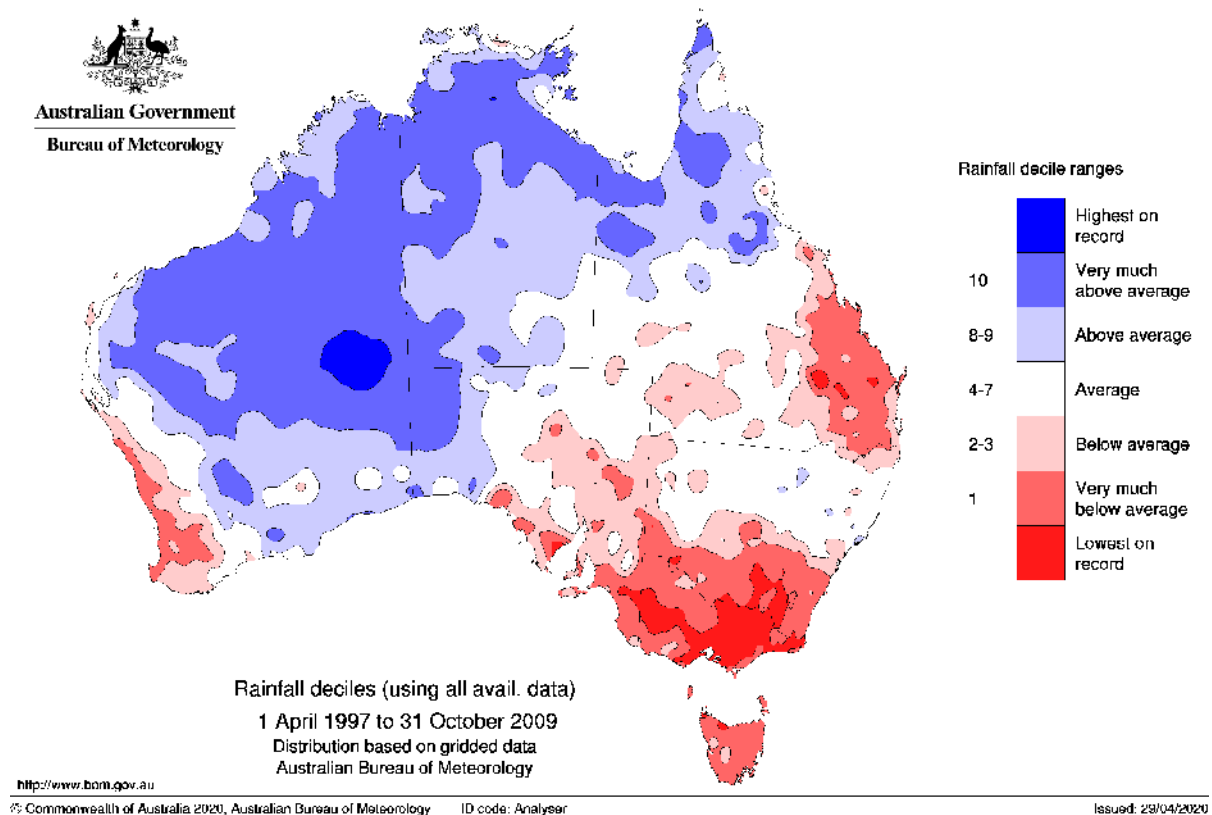 Australian Government
Bureau of Meteorology
Rainfall decile ranges
Highest on
record
10
Very much
above average
8-9
Above average
4-7
Average
2-3
Below average
1
Very much
below average
Lowest on
record
Rainfall deciles (using all avail. data)
1 April 1997 to 31 October 2009
Distribution based on gridded data
Australian Bureau of Meteorology
http://www.bom.gov.au
© Commonwealth of Australia 2020, Australian Bureau of Meteorology ID code: Analyser Issued: 29/04/2020